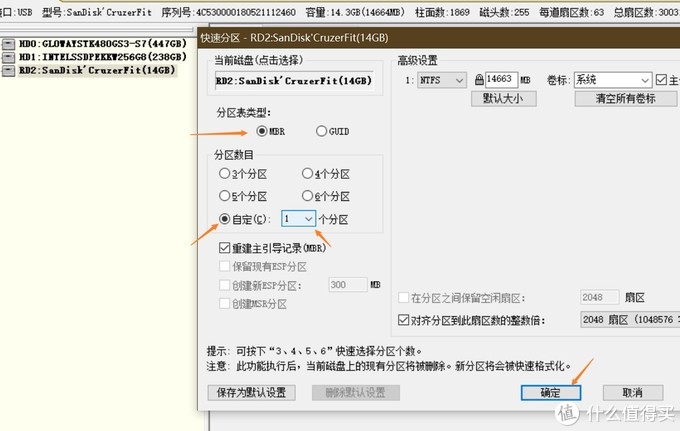 接口:USB 型号:SanDisk'CruzerFit 序列号:4C530000180521112460 容量:14.3GB(14664MB) 柱面数:1869 磁头数:255 每道扇区数:63
HD0:GLOWAYSTK480GS3-S7(447GB)
HD1:INTELSSDPEKKW256GB(238GB)
RD2:SanDisk'CruzerFit(14GB)
快速分区 - RD2:SanDisk'CruzerFit(14GB)
当前磁盘(点击选择)
RD2:SanDisk'CruzerFit(14GB)
分区表类型:
MBR GUID
分区数目
3个分区 4个分区
5个分区 6个分区
自定(C): 1 个分区
重建主引导记录(MBR)
保留现有ESP分区
创建新ESP分区: 300 MB
创建MSR分区
高级设置
1: NTFS 14663 MB 卷标: 系统
默认大小 清空所有卷标
在分区之间保留空闲扇区: 2048 扇区
对齐分区到此扇区数的整数倍: 2048 扇区 (1048576
提示: 可按下“3、4、5、6”快速选择分区个数。
注意: 此功能执行后,当前磁盘上的现有分区将被删除。新分区将会被快速格式化。
保存为默认设置 删除默认设置 确定 取消
值 什么值得买